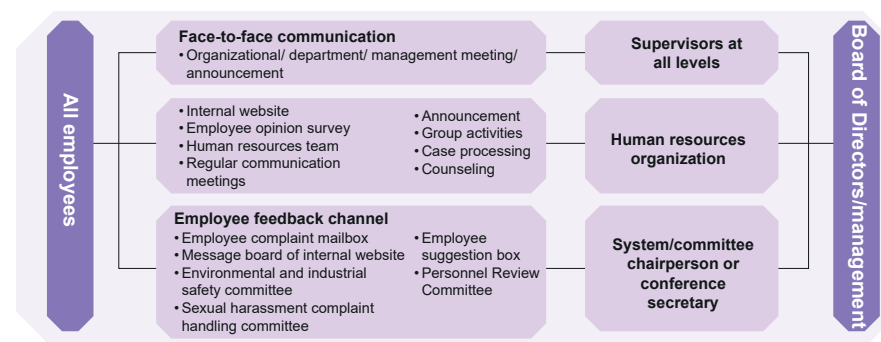 All employees
Face-to-face communication
• Organizational/ department/ management meeting/
announcement
Supervisors at
all levels
• Internal website
• Employee opinion survey
• Human resources team
• Regular communication
meetings
• Announcement
• Group activities
• Case processing
• Counseling
Human resources
organization
Employee feedback channel
• Employee complaint mailbox
• Message board of internal website
• Environmental and industrial
safety committee
• Sexual harassment complaint
handling committee
• Employee
suggestion box
• Personnel Review
Committee
System/committee
chairperson or
conference
secretary
Board of Directors/management